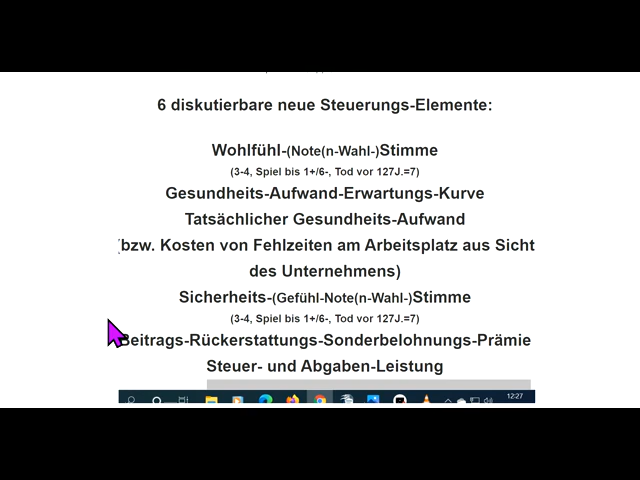 6 diskutierbare neue Steuerungs-Elemente:
Wohlfühl-(Note(n-Wahl-)Stimme
(3-4, Spiel bis 1+/6-, Tod vor 127J.=7)
Gesundheits-Aufwand-Erwartungs-Kurve
Tatsächlicher Gesundheits-Aufwand
(bzw. Kosten von Fehlzeiten am Arbeitsplatz aus Sicht
des Unternehmens)
Sicherheits-(Gefühl-Note(n-Wahl-)Stimme
(3-4, Spiel bis 1+/6-, Tod vor 127J.=7)
Beitrags-Rückerstattungs-Sonderbelohnungs-Prämie
Steuer- und Abgaben-Leistung
12:27